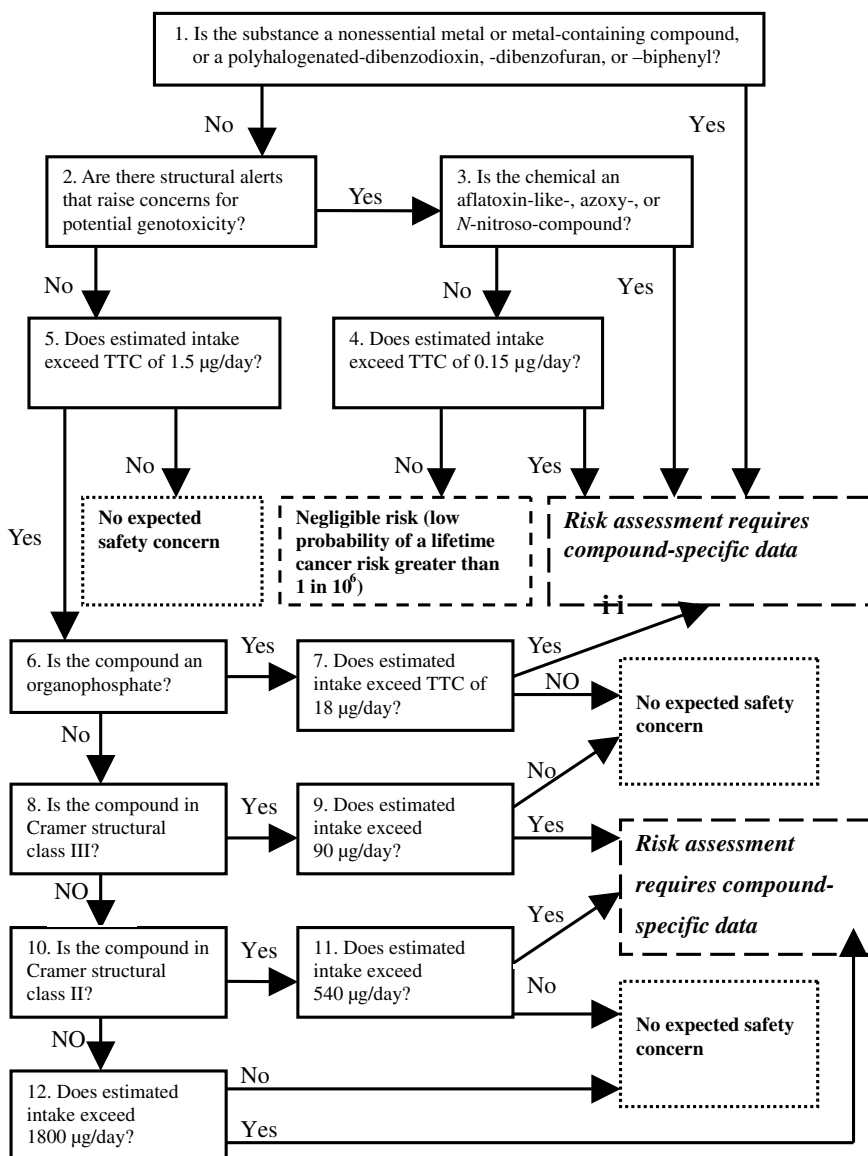 1. Is the substance a nonessential metal or metal-containing compound,
or a polyhalogenated-dibenzodioxin, -dibenzofuran, or –biphenyl?
No
Yes
2. Are there structural alerts
that raise concerns for
potential genotoxicity?
Yes
3. Is the chemical an
aflatoxin-like-, azoxy-, or
N-nitroso-compound?
No
No
Yes
5. Does estimated intake
exceed TTC of 1.5 µg/day?
4. Does estimated intake
exceed TTC of 0.15 µg/day?
No
No
Yes
Yes
No expected
safety concern
Negligible risk (low
probability of a lifetime
cancer risk greater than
1 in 10⁶)
Risk assessment requires
compound-specific data
i i
6. Is the compound an
organophosphate?
Yes
7. Does estimated
intake exceed TTC of
18 µg/day?
Yes
NO
No expected safety
concern
No
No
8. Is the compound in
Cramer structural
class III?
Yes
9. Does estimated
intake exceed
90 µg/day?
Yes
Risk assessment
requires compound-
specific data
NO
Yes
10. Is the compound in
Cramer structural
class II?
Yes
11. Does estimated
intake exceed
540 µg/day?
No
No expected safety
concern
NO
12. Does estimated
intake exceed
1800 µg/day?
No
Yes